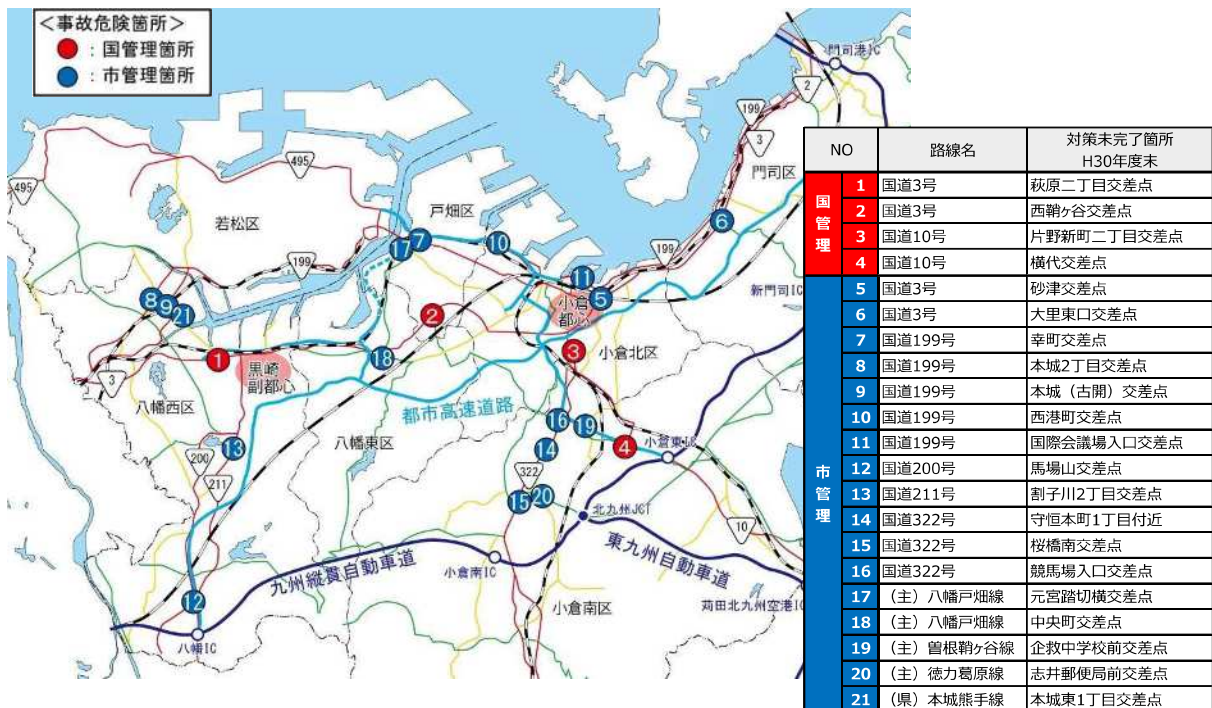 ＜事故危険箇所＞
：国管理箇所
：市管理箇所
門司港IC
2
199
3
門司区
495
495
若松区
戸畑区
199
199
新門司IC
17
7
10
6
11
5
小倉都心
8
9
21
2
3
小倉北区
1
黒崎副都心
18
3
八幡西区
都市高速道路
八幡東区
16
19
4
小倉東IC
13
14
200
211
322
15
20
北九州JCT
10
九州縦貫自動車道
小倉南IC
東九州自動車道
小倉南区
苅田北九州空港IC
12
八幡IC
NO 路線名 対策未完了箇所
H30年度末
国管理
1 国道3号 萩原二丁目交差点
2 国道3号 西鞘ヶ谷交差点
3 国道10号 片野新町二丁目交差点
4 国道10号 横代交差点
市管理
5 国道3号 砂津交差点
6 国道3号 大里東口交差点
7 国道199号 幸町交差点
8 国道199号 本城2丁目交差点
9 国道199号 本城（古開）交差点
10 国道199号 西港町交差点
11 国道199号 国際会議場入口交差点
12 国道200号 馬場山交差点
13 国道211号 割子川2丁目交差点
14 国道322号 守恒本町1丁目付近
15 国道322号 桜橋南交差点
16 国道322号 競馬場入口交差点
17 （主）八幡戸畑線 元宮踏切横交差点
18 （主）八幡戸畑線 中央町交差点
19 （主）曽根鞘ヶ谷線 企救中学校前交差点
20 （主）徳力葛原線 志井郵便局前交差点
21 （県）本城熊手線 本城東1丁目交差点